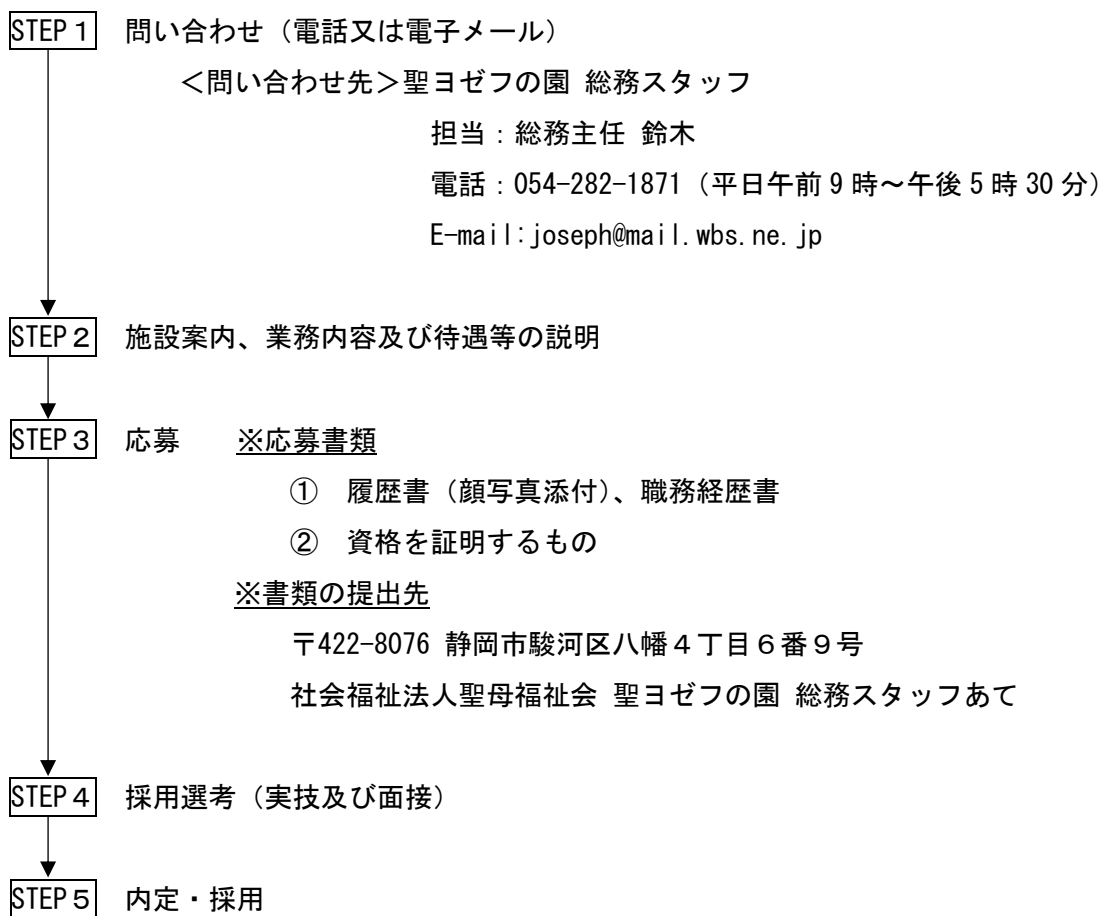 STEP１ 問い合わせ（電話又は電子メール）
＜問い合わせ先＞聖ヨゼフの園 総務スタッフ
担当：総務主任 鈴木
電話：054-282-1871（平日午前９時～午後５時30分）
E-mail:joseph@mail.wbs.ne.jp
STEP２ 施設案内、業務内容及び待遇等の説明
STEP３ 応募 ※応募書類
① 履歴書（顔写真添付）、職務経歴書
② 資格を証明するもの
※書類の提出先
〒422-8076 静岡市駿河区八幡４丁目６番９号
社会福祉法人聖母福祉会 聖ヨゼフの園 総務スタッフあて
STEP４ 採用選考（実技及び面接）
STEP５ 内定・採用